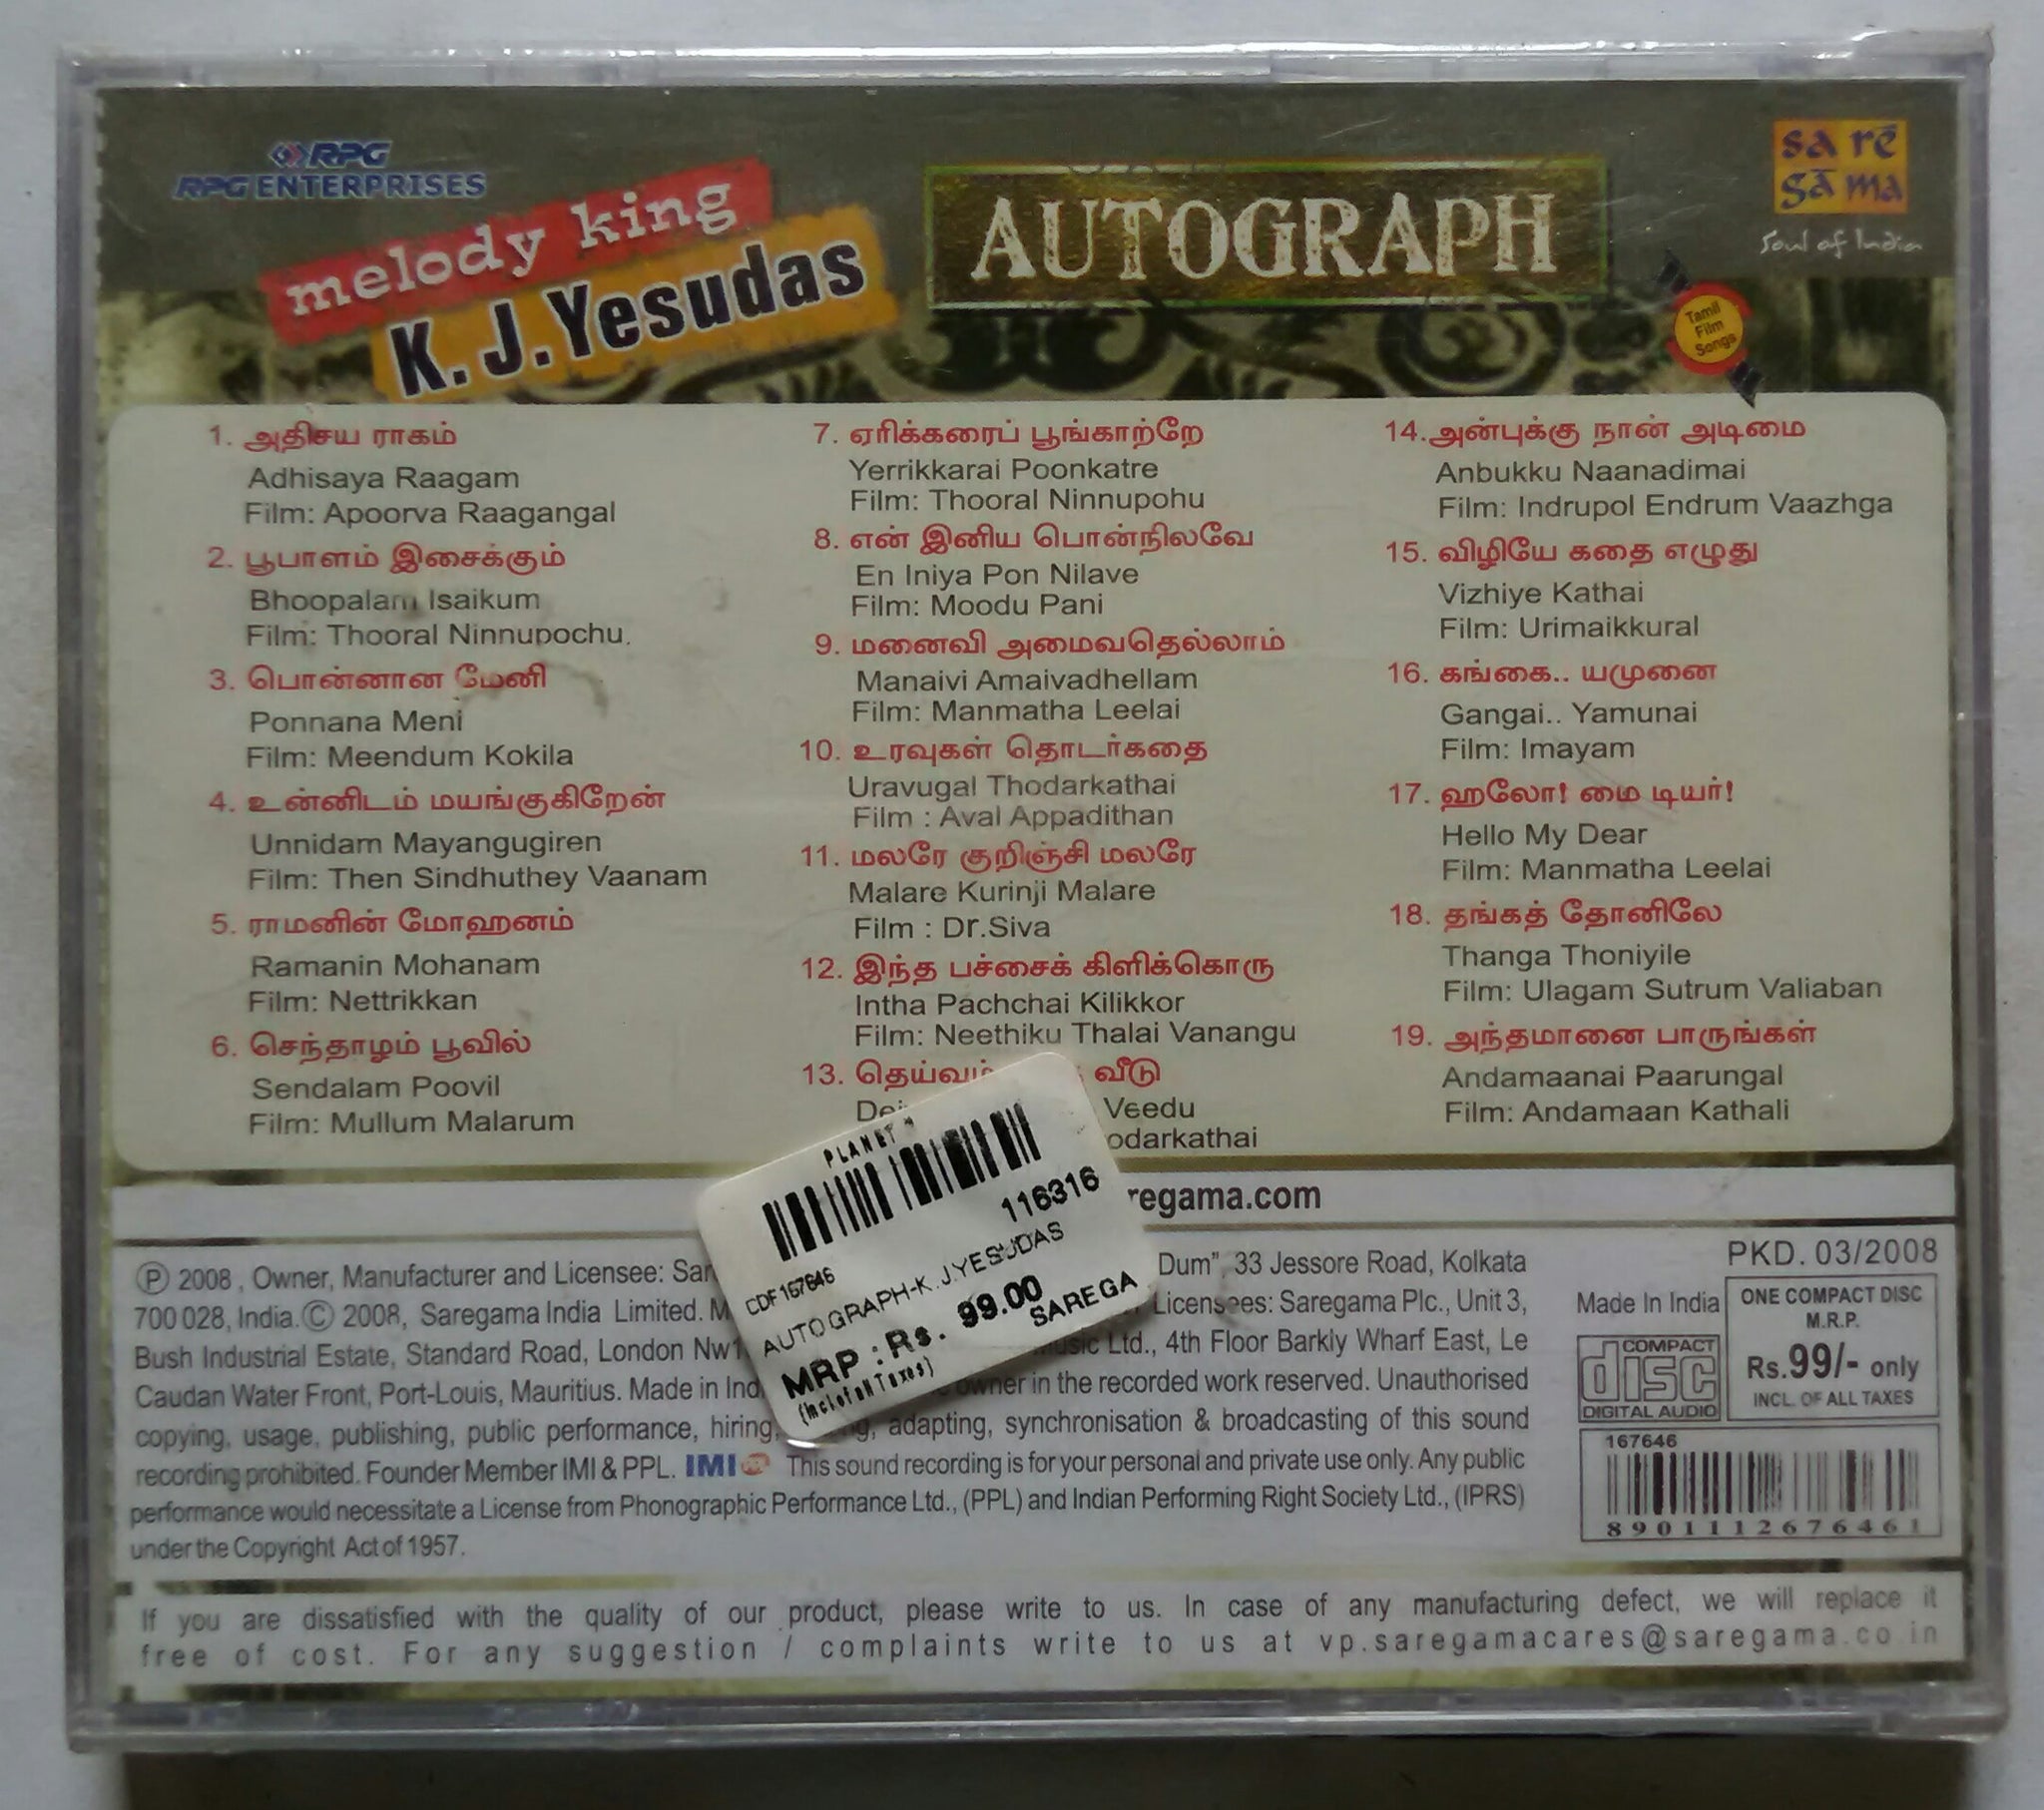 RPG
RPG ENTERPRISES
melody king
K. J. Yesudas
AUTOGRAPH
sa rē
gā ma
Soul of India
Tamil
Film
Songs
1. அதிசய ராகம்
Adhisaya Raagam
Film: Apoorva Raagangal
2. பூபாளம் இசைக்கும்
Bhoopalam Isaikum
Film: Thooral Ninnupochu.
3. பொன்னான மேனி
Ponnana Meni
Film: Meendum Kokila
4. உன்னிடம் மயங்குகிறேன்
Unnidam Mayangugiren
Film: Then Sindhuthey Vaanam
5. ராமனின் மோஹனம்
Ramanin Mohanam
Film: Nettrikkan
6. செந்தாழம் பூவில்
Sendalam Poovil
Film: Mullum Malarum
7. ஏரிக்கரைப் பூங்காற்றே
Yerrikkarai Poonkatre
Film: Thooral Ninnupohu
8. என் இனிய பொன்நிலவே
En Iniya Pon Nilave
Film: Moodu Pani
9. மனைவி அமைவதெல்லாம்
Manaivi Amaivadhellam
Film: Manmatha Leelai
10. உரவுகள் தொடர்கதை
Uravugal Thodarkathai
Film : Aval Appadithan
11. மலரே குறிஞ்சி மலரே
Malare Kurinji Malare
Film : Dr.Siva
12. இந்த பச்சைக் கிளிக்கொரு
Intha Pachchai Kilikkor
Film: Neethiku Thalai Vanangu
13. வீடு
Veedu
14. அன்புக்கு நான் அடிமை
Anbukku Naanadimai
Film: Indrupol Endrum Vaazhga
15. விழியே கதை எழுது
Vizhiye Kathai
Film: Urimaikkural
16. கங்கை.. யமுனை
Gangai.. Yamunai
Film: Imayam
17. ஹலோ! மை டியர்!
Hello My Dear
Film: Manmatha Leelai
18. தங்கத் தோனிலே
Thanga Thoniyile
Film: Ulagam Sutrum Valiaban
19. அந்தமானை பாருங்கள்
Andamaanai Paarungal
Film: Andamaan Kathali
PLANET M
116316
CDF167646
AUTOGRAPH-K.J.YESUDAS
MRP : Rs. 99.00
SAREGA
(Incl of all Taxes)
Ⓟ 2008, Owner, Manufacturer and Licensee: Dum", 33 Jessore Road, Kolkata
700 028, India. © 2008, Saregama India Limited. Licensees: Saregama Plc., Unit 3,
Bush Industrial Estate, Standard Road, London Ltd., 4th Floor Barkly Wharf East, Le
Caudan Water Front, Port-Louis, Mauritius. Made in owner in the recorded work reserved. Unauthorised
copying, usage, publishing, public performance, hiring, adapting, synchronisation & broadcasting of this sound
recording prohibited. Founder Member IMI & PPL. IMI This sound recording is for your personal and private use only. Any public
performance would necessitate a License from Phonographic Performance Ltd., (PPL) and Indian Performing Right Society Ltd., (IPRS)
under the Copyright Act of 1957.
PKD. 03/2008
Made In India
COMPACT
disc
DIGITAL AUDIO
ONE COMPACT DISC
M.R.P.
Rs.99/- only
INCL. OF ALL TAXES
167646
8901112676461
If you are dissatisfied with the quality of our product, please write to us. In case of any manufacturing defect, we will replace it
free of cost. For any suggestion / complaints write to us at vp.saregamacares@saregama.co.in